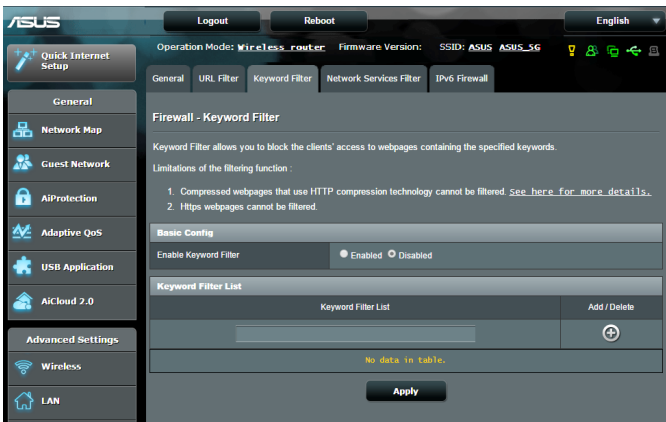 ASUS
Logout
Reboot
English
Quick Internet Setup
Operation Mode: Wireless router Firmware Version: SSID: ASUS ASUS_5G
General
URL Filter
Keyword Filter
Network Services Filter
IPv6 Firewall
General
Network Map
Guest Network
AiProtection
Adaptive QoS
USB Application
AiCloud 2.0
Advanced Settings
Wireless
LAN
Firewall - Keyword Filter
Keyword Filter allows you to block the clients' access to webpages containing the specified keywords.
Limitations of the filtering function :
1. Compressed webpages that use HTTP compression technology cannot be filtered. See here for more details.
2. Https webpages cannot be filtered.
Basic Config
Enable Keyword Filter
Enabled Disabled
Keyword Filter List
Keyword Filter List
Add / Delete
No data in table.
Apply